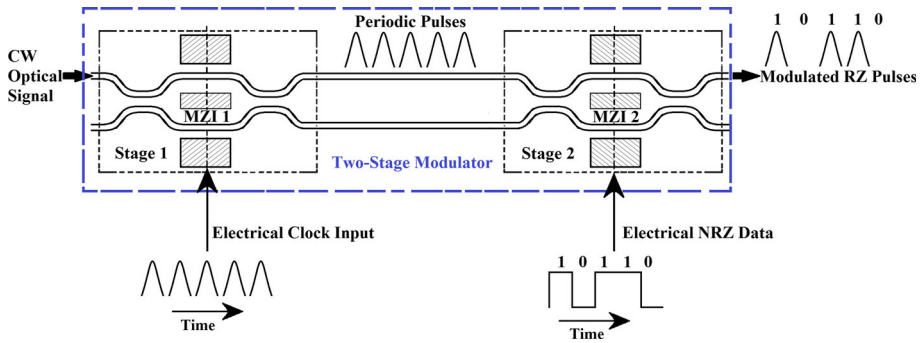 Periodic Pulses
1 0 1 1 0
CW
Optical
Signal
Modulated RZ Pulses
MZI 1
MZI 2
Stage 1
Two-Stage Modulator
Stage 2
Electrical Clock Input
Electrical NRZ Data
1 0 1 1 0
Time
Time